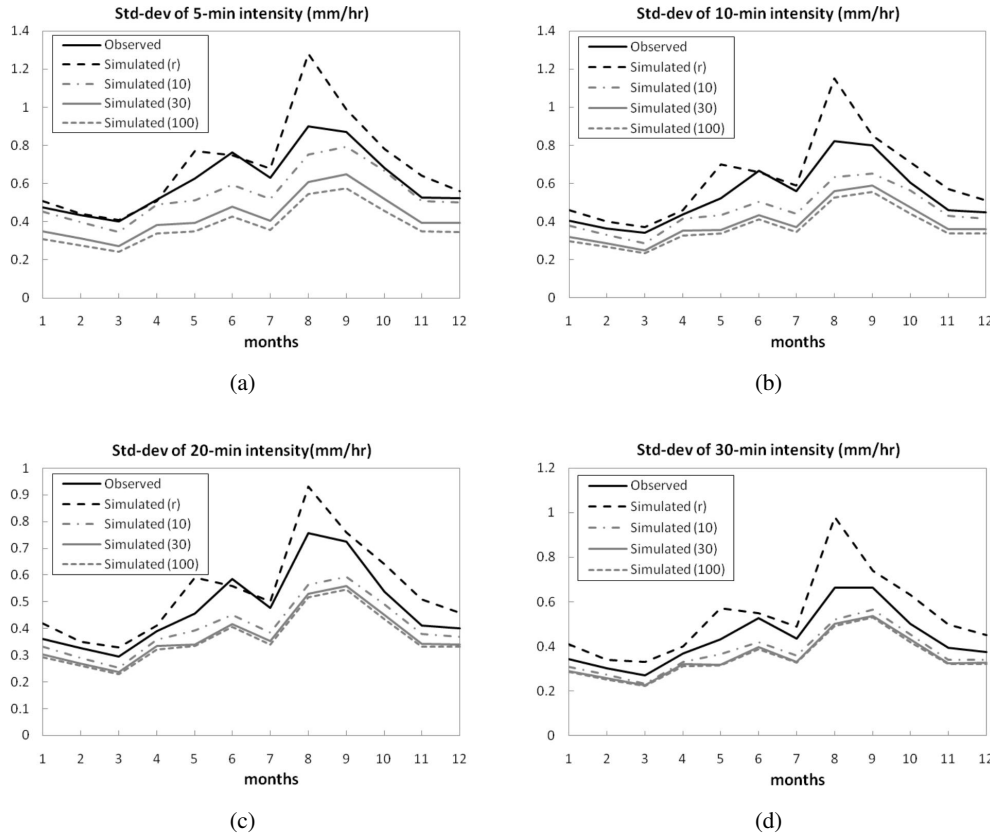 Std-dev of 5-min intensity (mm/hr)
1.4
1.2
1
0.8
0.6
0.4
0.2
0
Observed
Simulated (r)
Simulated (10)
Simulated (30)
Simulated (100)
1 2 3 4 5 6 7 8 9 10 11 12
months
(a)
Std-dev of 10-min intensity (mm/hr)
1.4
1.2
1
0.8
0.6
0.4
0.2
0
Observed
Simulated (r)
Simulated (10)
Simulated (30)
Simulated (100)
1 2 3 4 5 6 7 8 9 10 11 12
months
(b)
Std-dev of 20-min intensity(mm/hr)
1
0.9
0.8
0.7
0.6
0.5
0.4
0.3
0.2
0.1
0
Observed
Simulated (r)
Simulated (10)
Simulated (30)
Simulated (100)
1 2 3 4 5 6 7 8 9 10 11 12
months
(c)
Std-dev of 30-min intensity (mm/hr)
1.2
1
0.8
0.6
0.4
0.2
0
Observed
Simulated (r)
Simulated (10)
Simulated (30)
Simulated (100)
1 2 3 4 5 6 7 8 9 10 11 12
months
(d)